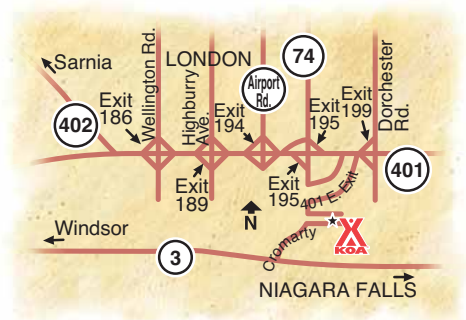 Sarnia
LONDON
74
Wellington Rd.
Highburry
Ave.
Airport
Rd.
Dorchester
Rd.
Exit
186
402
Exit
194
Exit
195
Exit
199
401
Exit
189
Exit
195
401 E. Exit
N
Windsor
3
Cromarty
KOA
NIAGARA FALLS